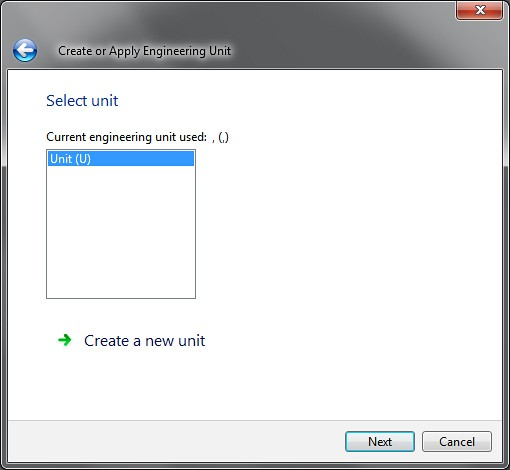 Create or Apply Engineering Unit
Select unit
Current engineering unit used: , (,)
Unit (U)
Create a new unit
Next Cancel